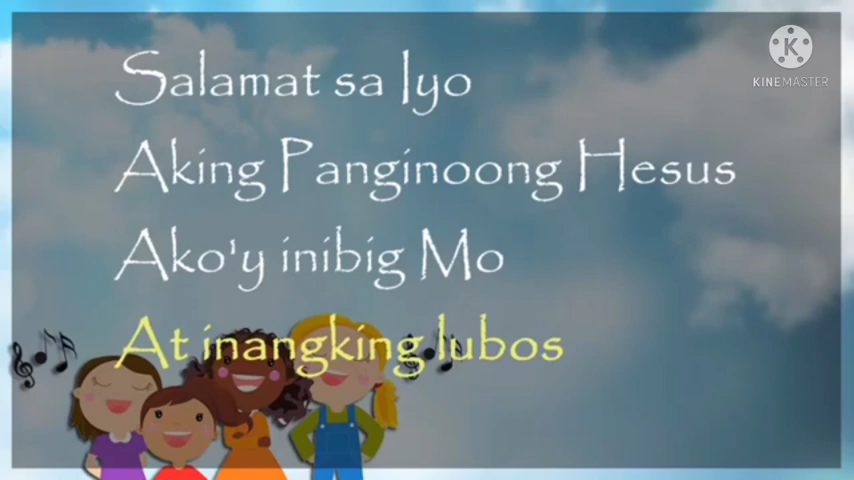 Salamat sa Iyo
Aking Panginoong Hesus
Ako'y inibig Mo
At inangking lubos
K
KINEMASTER